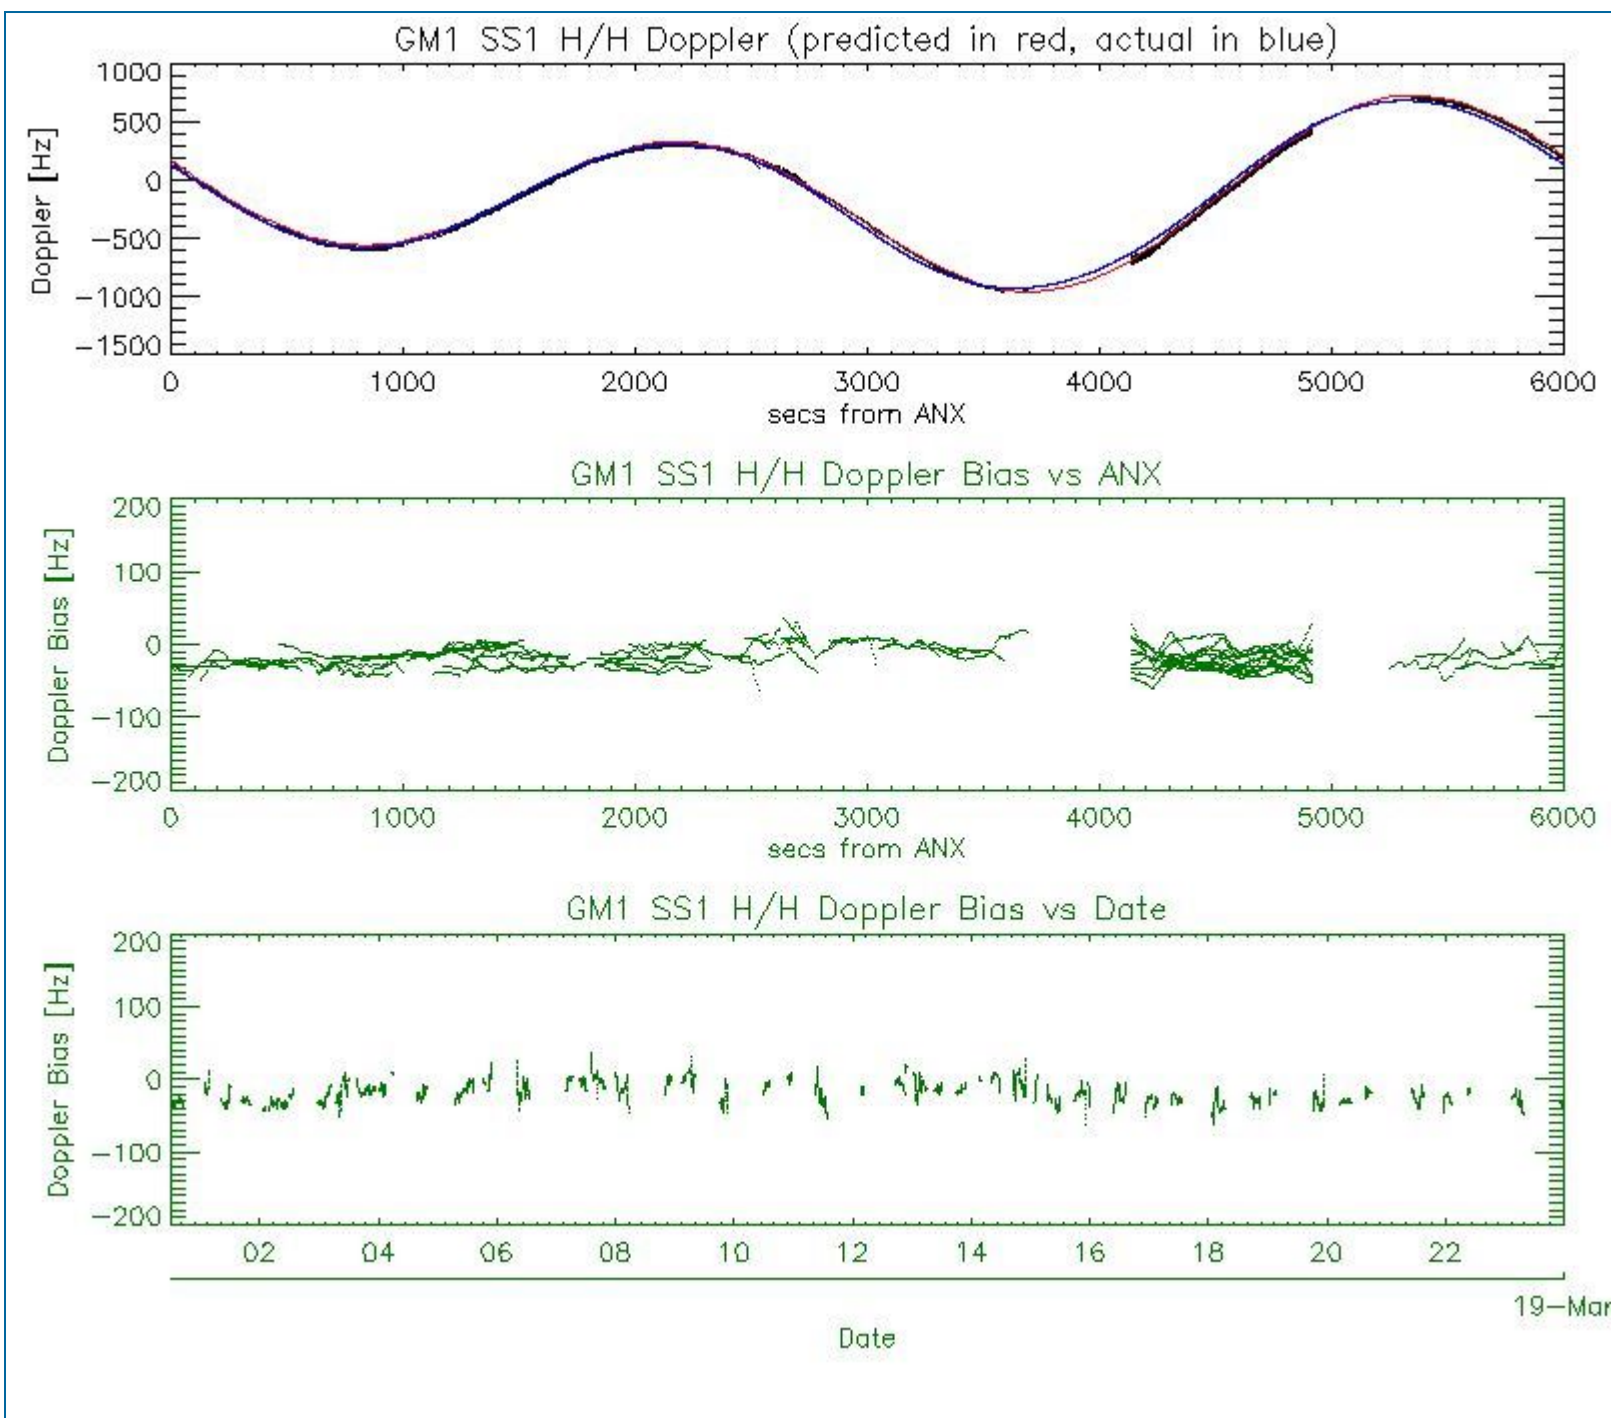 GM1 SS1 H/H Doppler (predicted in red, actual in blue)
1000
500
0
−500
−1000
−1500
Doppler [Hz]
0 1000 2000 3000 4000 5000 6000
secs from ANX
GM1 SS1 H/H Doppler Bias vs ANX
200
100
0
−100
−200
Doppler Bias [Hz]
0 1000 2000 3000 4000 5000 6000
secs from ANX
GM1 SS1 H/H Doppler Bias vs Date
200
100
0
−100
−200
Doppler Bias [Hz]
02 04 06 08 10 12 14 16 18 20 22
19−Mar
Date